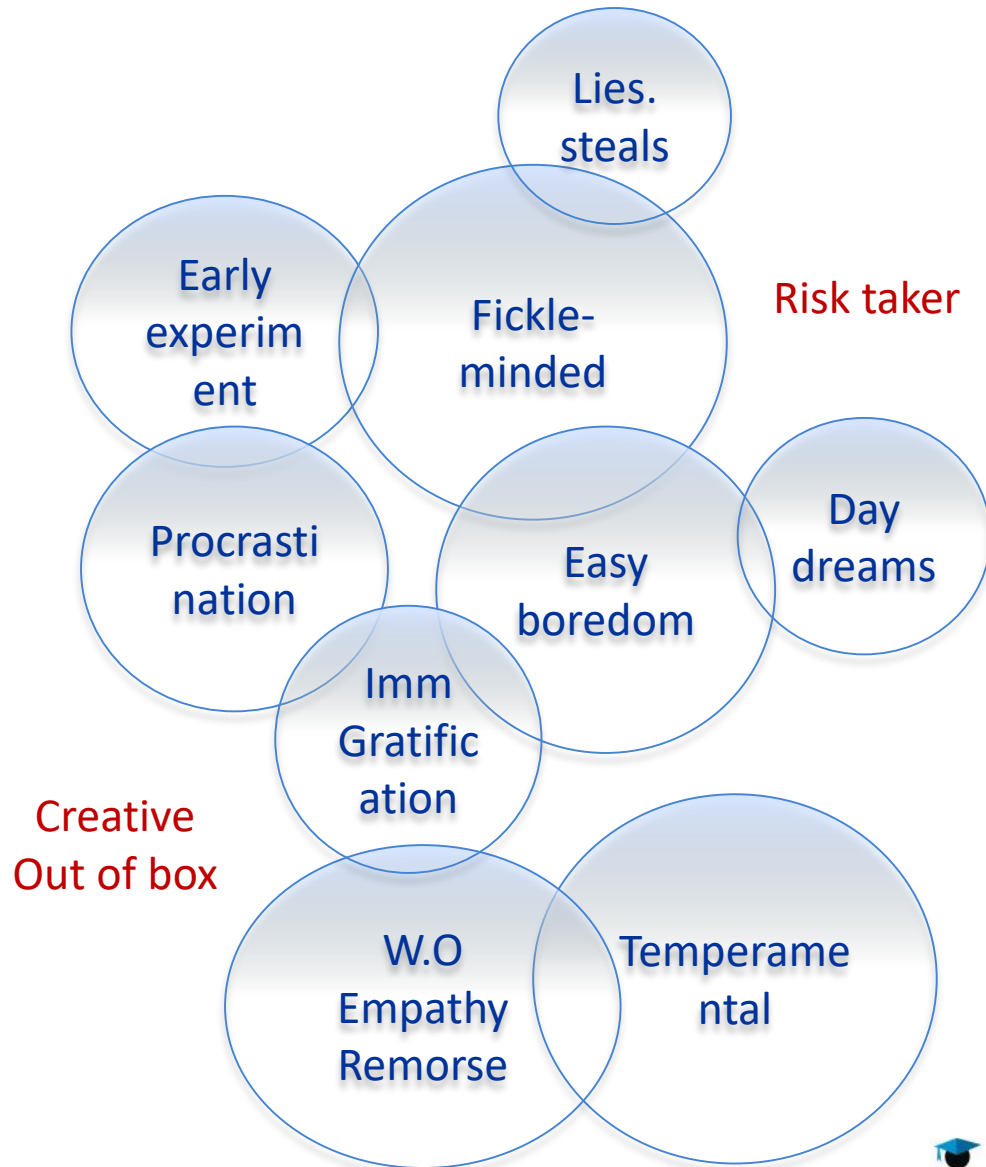 Lies.
steals
Early
experim
ent
Fickle-
minded
Risk taker
Procrasti
nation
Easy
boredom
Day
dreams
Imm
Gratific
ation
Creative
Out of box
W.O
Empathy
Remorse
Temperame
ntal